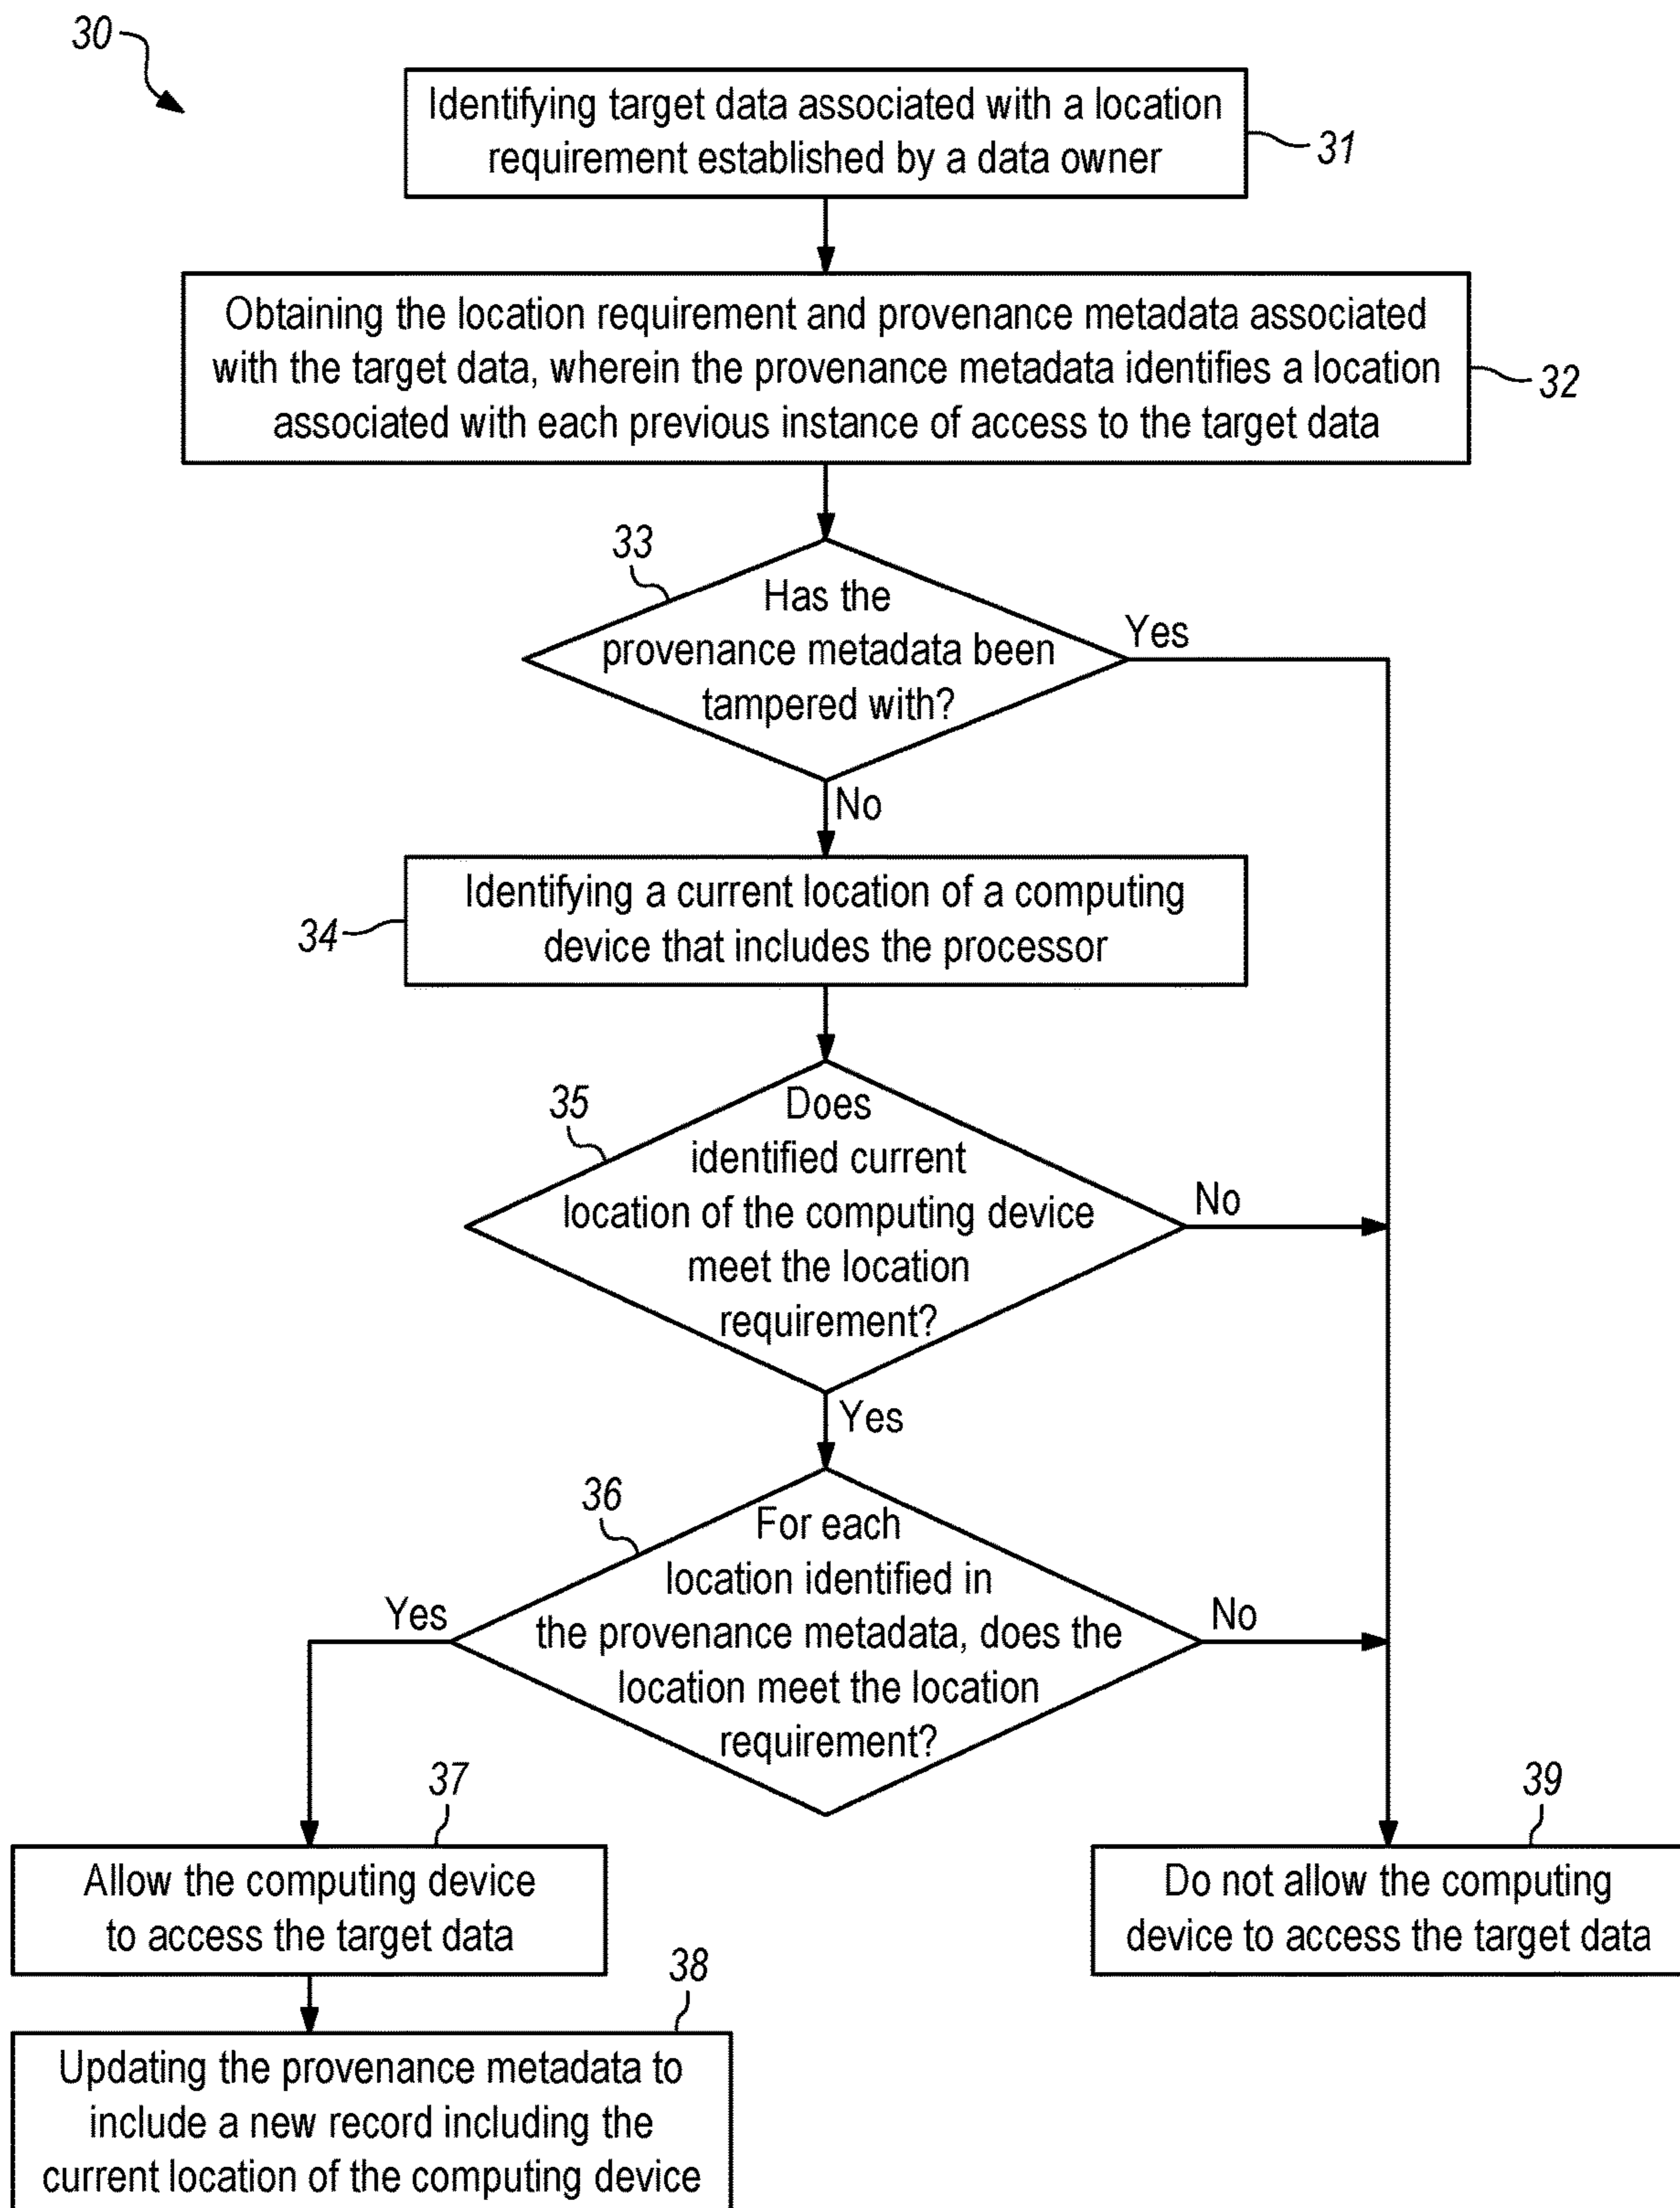 30
Identifying target data associated with a location
requirement established by a data owner
31
Obtaining the location requirement and provenance metadata associated
with the target data, wherein the provenance metadata identifies a location
associated with each previous instance of access to the target data
32
33
Has the
provenance metadata been
tampered with?
Yes
No
Identifying a current location of a computing
device that includes the processor
34
35
Does
identified current
location of the computing device
meet the location
requirement?
No
Yes
36
For each
location identified in
the provenance metadata, does the
location meet the location
requirement?
Yes
No
37
Allow the computing device
to access the target data
39
Do not allow the computing
device to access the target data
38
Updating the provenance metadata to
include a new record including the
current location of the computing device